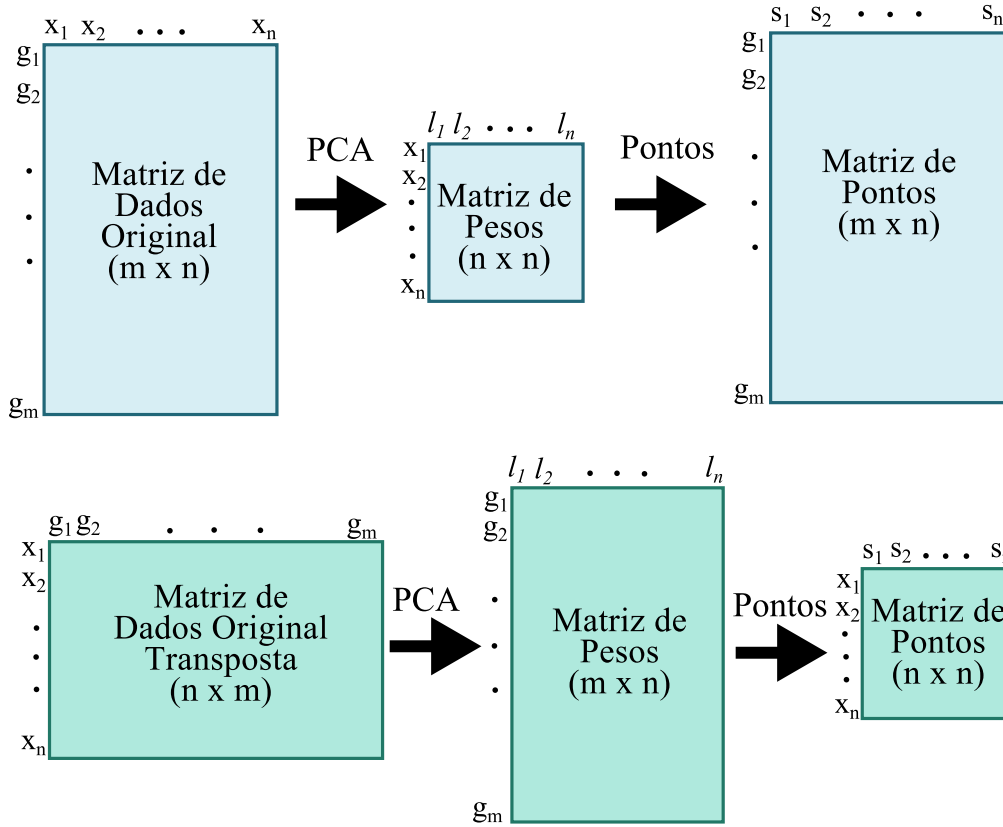 x1 x2 . . . xn
g1
g2
.
.
.
gm
Matriz de
Dados
Original
(m x n)
PCA
l1 l2 . . . ln
x1
x2
.
.
.
xn
Matriz de
Pesos
(n x n)
Pontos
s1 s2 . . . sn
g1
g2
.
.
.
gm
Matriz de
Pontos
(m x n)
g1 g2 . . . gm
x1
x2
.
.
.
xn
Matriz de
Dados Original
Transposta
(n x m)
PCA
l1 l2 . . . ln
g1
g2
.
.
.
gm
Matriz de
Pesos
(m x n)
Pontos
s1 s2 . . . s
x1
x2
.
.
.
xn
Matriz de
Pontos
(n x n)